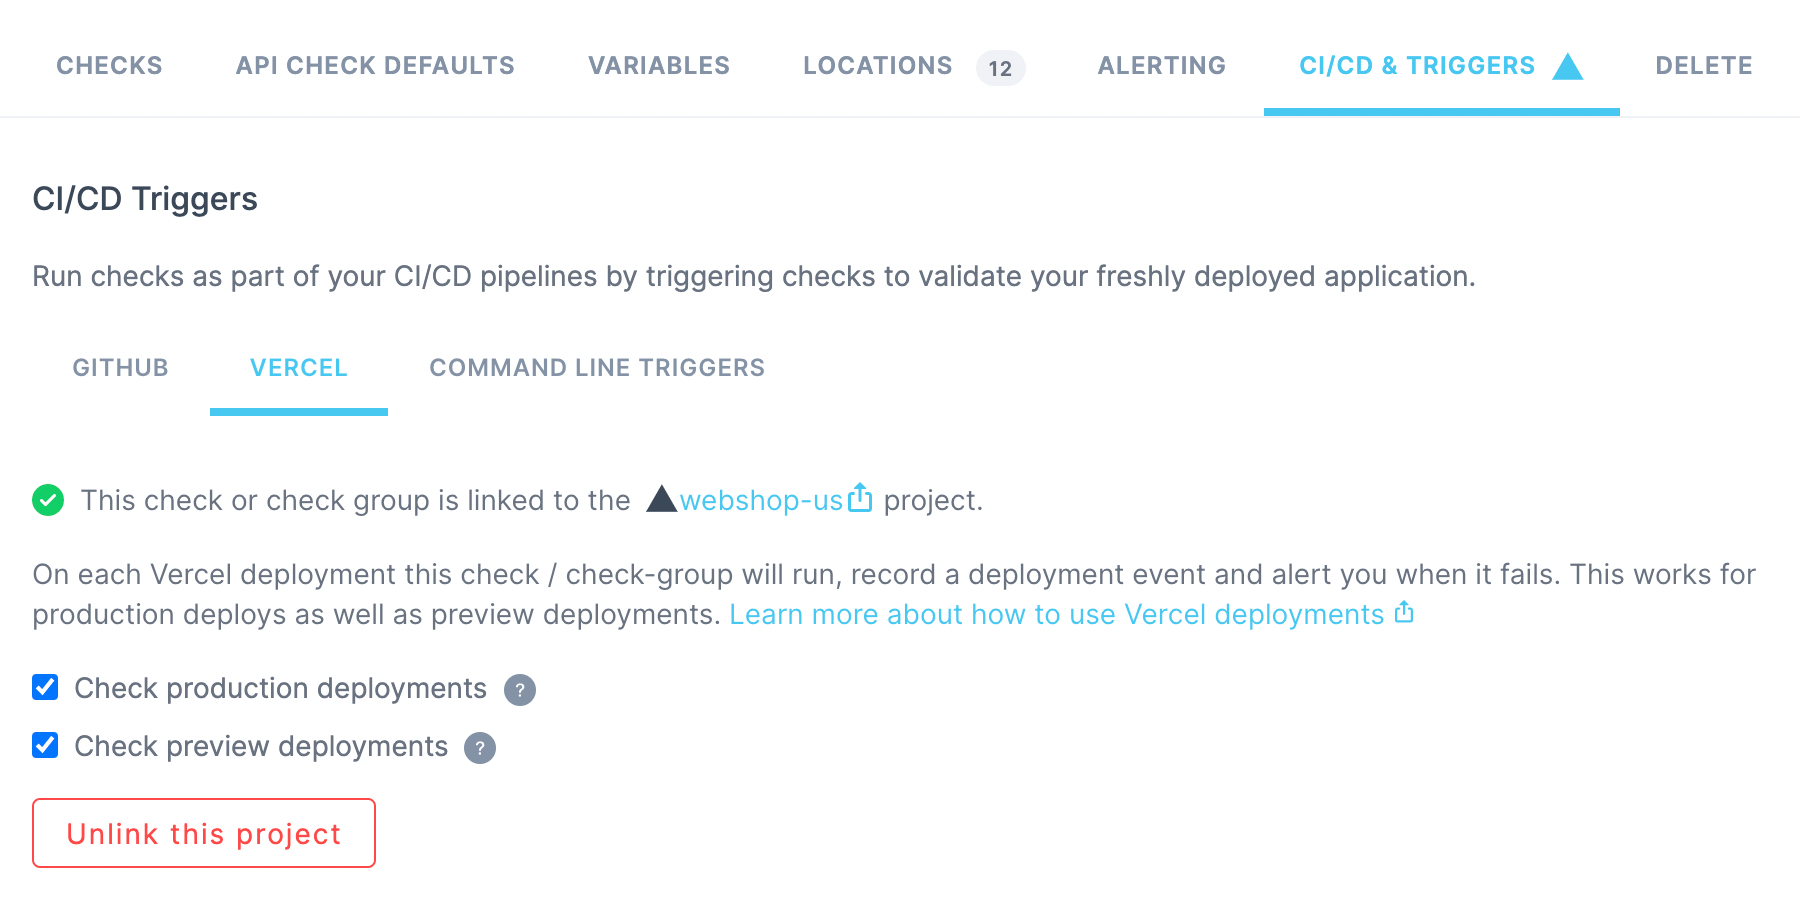 CHECKS API CHECK DEFAULTS VARIABLES LOCATIONS 12 ALERTING CI/CD & TRIGGERS DELETE
CI/CD Triggers
Run checks as part of your CI/CD pipelines by triggering checks to validate your freshly deployed application.
GITHUB VERCEL COMMAND LINE TRIGGERS
This check or check group is linked to the webshop-us project.
On each Vercel deployment this check / check-group will run, record a deployment event and alert you when it fails. This works for
production deploys as well as preview deployments. Learn more about how to use Vercel deployments
Check production deployments ?
Check preview deployments ?
Unlink this project